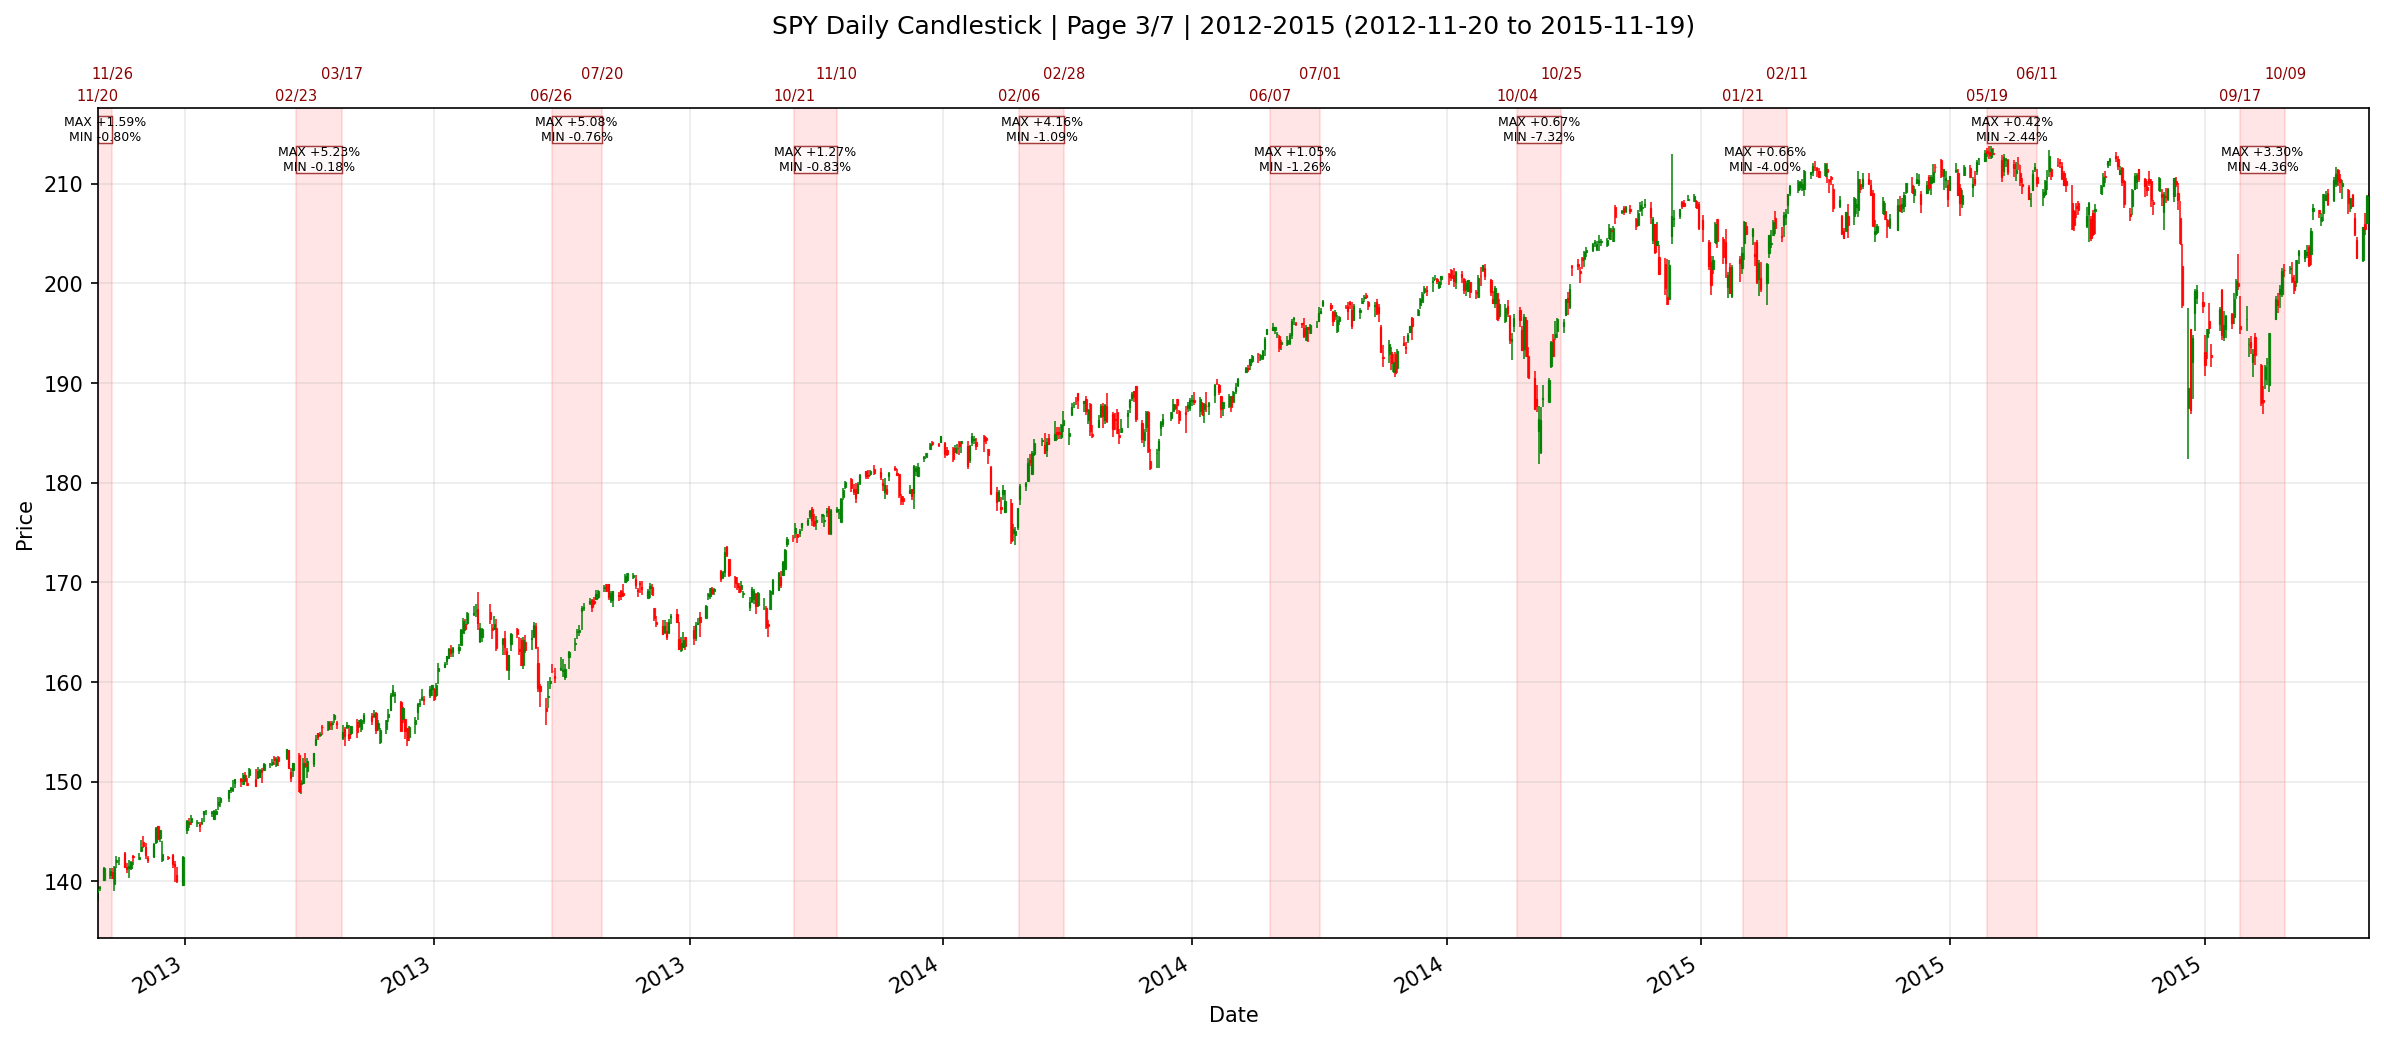 SPY Daily Candlestick | Page 3/7 | 2012-2015 (2012-11-20 to 2015-11-19)
11/26 03/17 07/20 11/10 02/28 07/01 10/25 02/11 06/11 10/09
11/20 02/23 06/26 10/21 02/06 06/07 10/04 01/21 05/19 09/17
MAX +1.59%
MIN -0.80%
MAX +5.23%
MIN -0.18%
MAX +5.08%
MIN -0.76%
MAX +1.27%
MIN -0.83%
MAX +4.16%
MIN -1.09%
MAX +1.05%
MIN -1.26%
MAX +0.67%
MIN -7.32%
MAX +0.66%
MIN -4.00%
MAX +0.42%
MIN -2.44%
MAX +3.30%
MIN -4.36%
210
200
190
180
170
160
150
140
Price
2013 2013 2013 2014 2014 2014 2015 2015 2015
Date